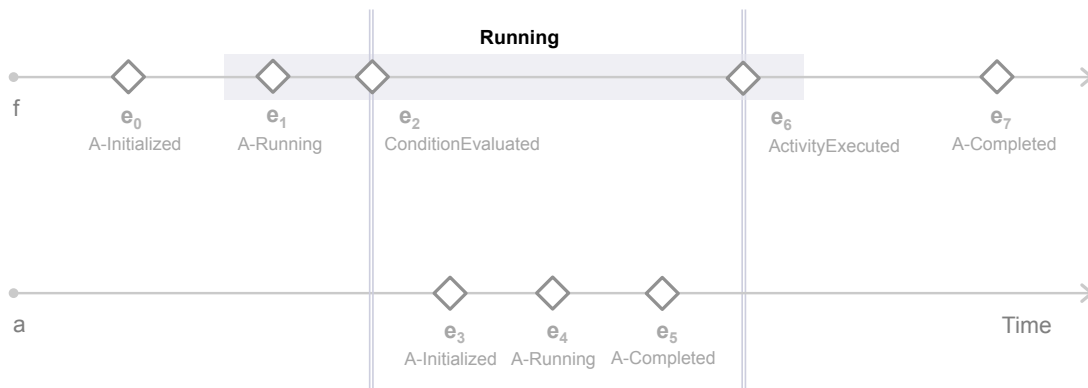 Running
f
e0
A-Initialized
e1
A-Running
e2
ConditionEvaluated
e6
ActivityExecuted
e7
A-Completed
a
e3
A-Initialized
e4
A-Running
e5
A-Completed
Time